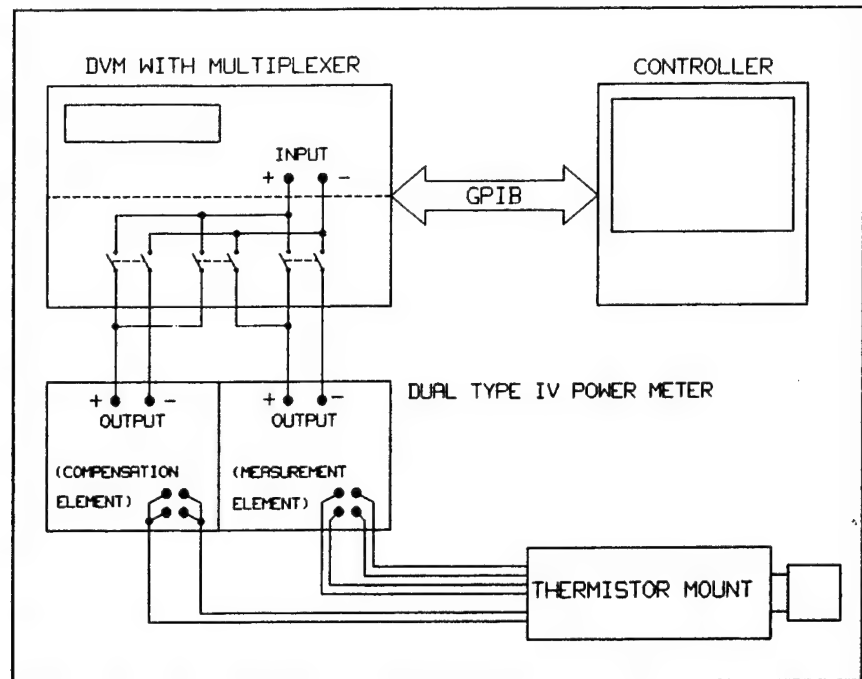 DVM WITH MULTIPLEXER
CONTROLLER
INPUT
+ -
GPIB
DUAL TYPE IV POWER METER
+ - + -
OUTPUT OUTPUT
(COMPENSATION (MEASUREMENT
ELEMENT) ELEMENT)
THERMISTOR MOUNT